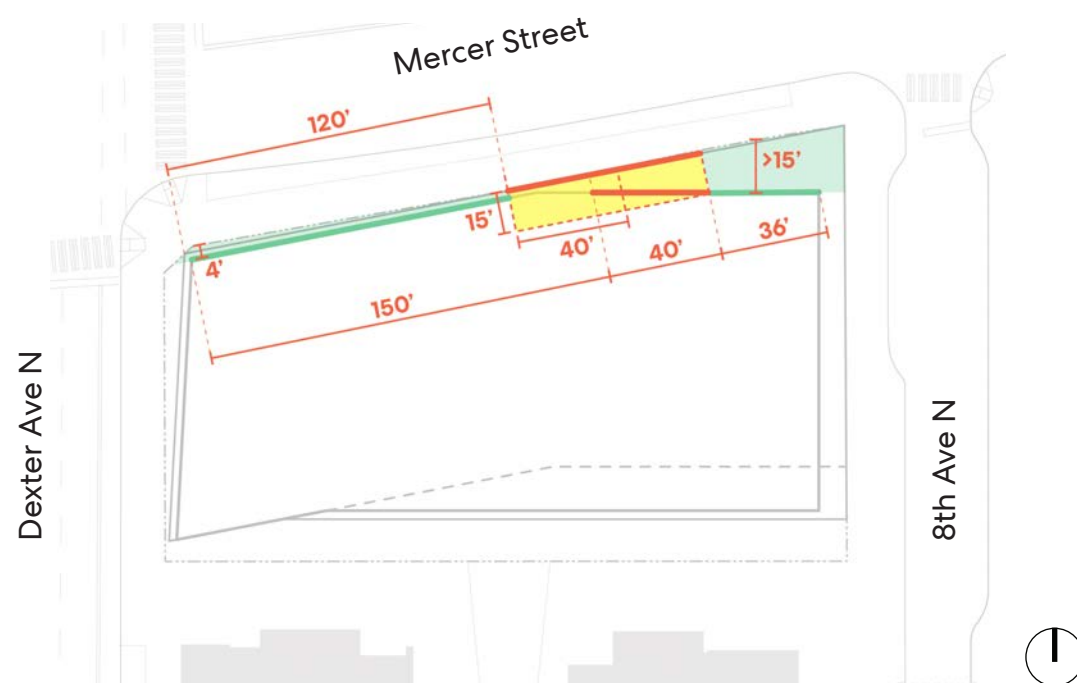 Mercer Street
120’
>15’
15’
4’
40’
40’
36’
150’
Dexter Ave N
8th Ave N